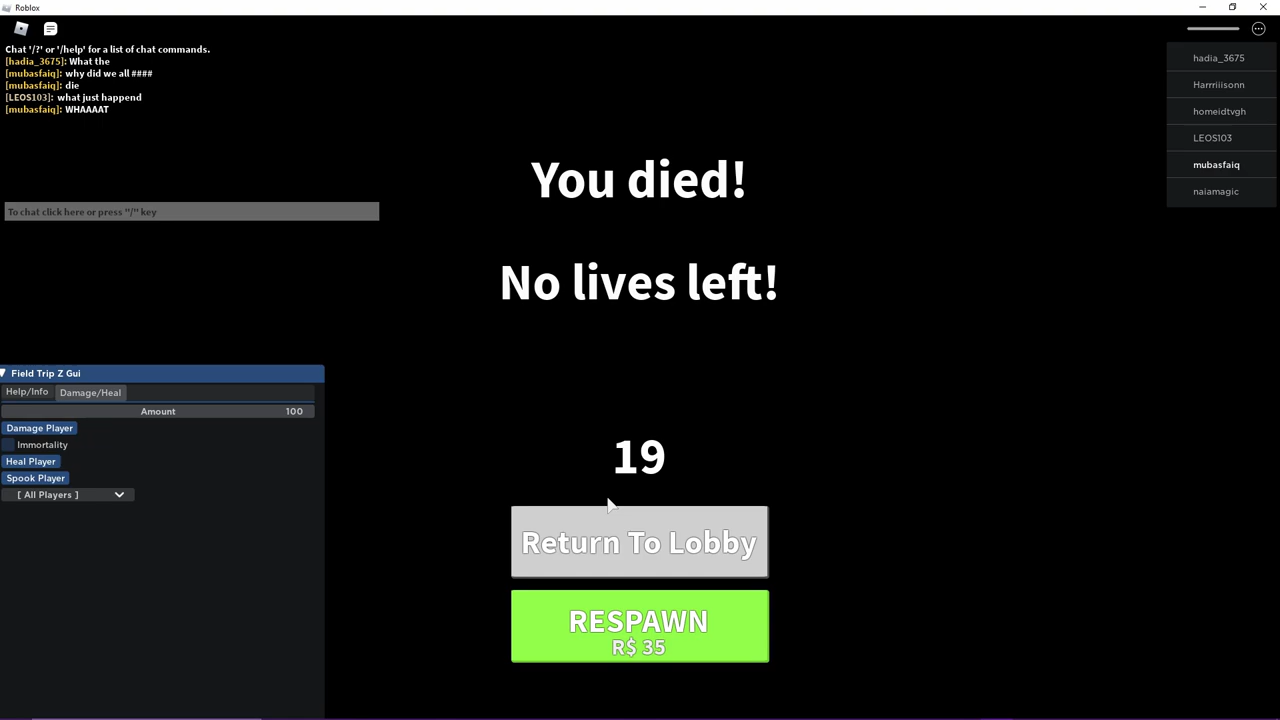 Roblox
Chat '/?' or '/help' for a list of chat commands.
[hadia_3675]: What the
[mubasfaiq]: why did we all ####
[mubasfaiq]: die
[LEOS103]: what just happend
[mubasfaiq]: WHAAAAT
To chat click here or press "/" key
hadia_3675
Harrriiisonn
homeidtvgh
LEOS103
mubasfaiq
naiamagic
You died!
No lives left!
19
Return To Lobby
RESPAWN
R$ 35
Field Trip Z Gui
Help/Info Damage/Heal
Amount 100
Damage Player
Immortality
Heal Player
Spook Player
[ All Players ]